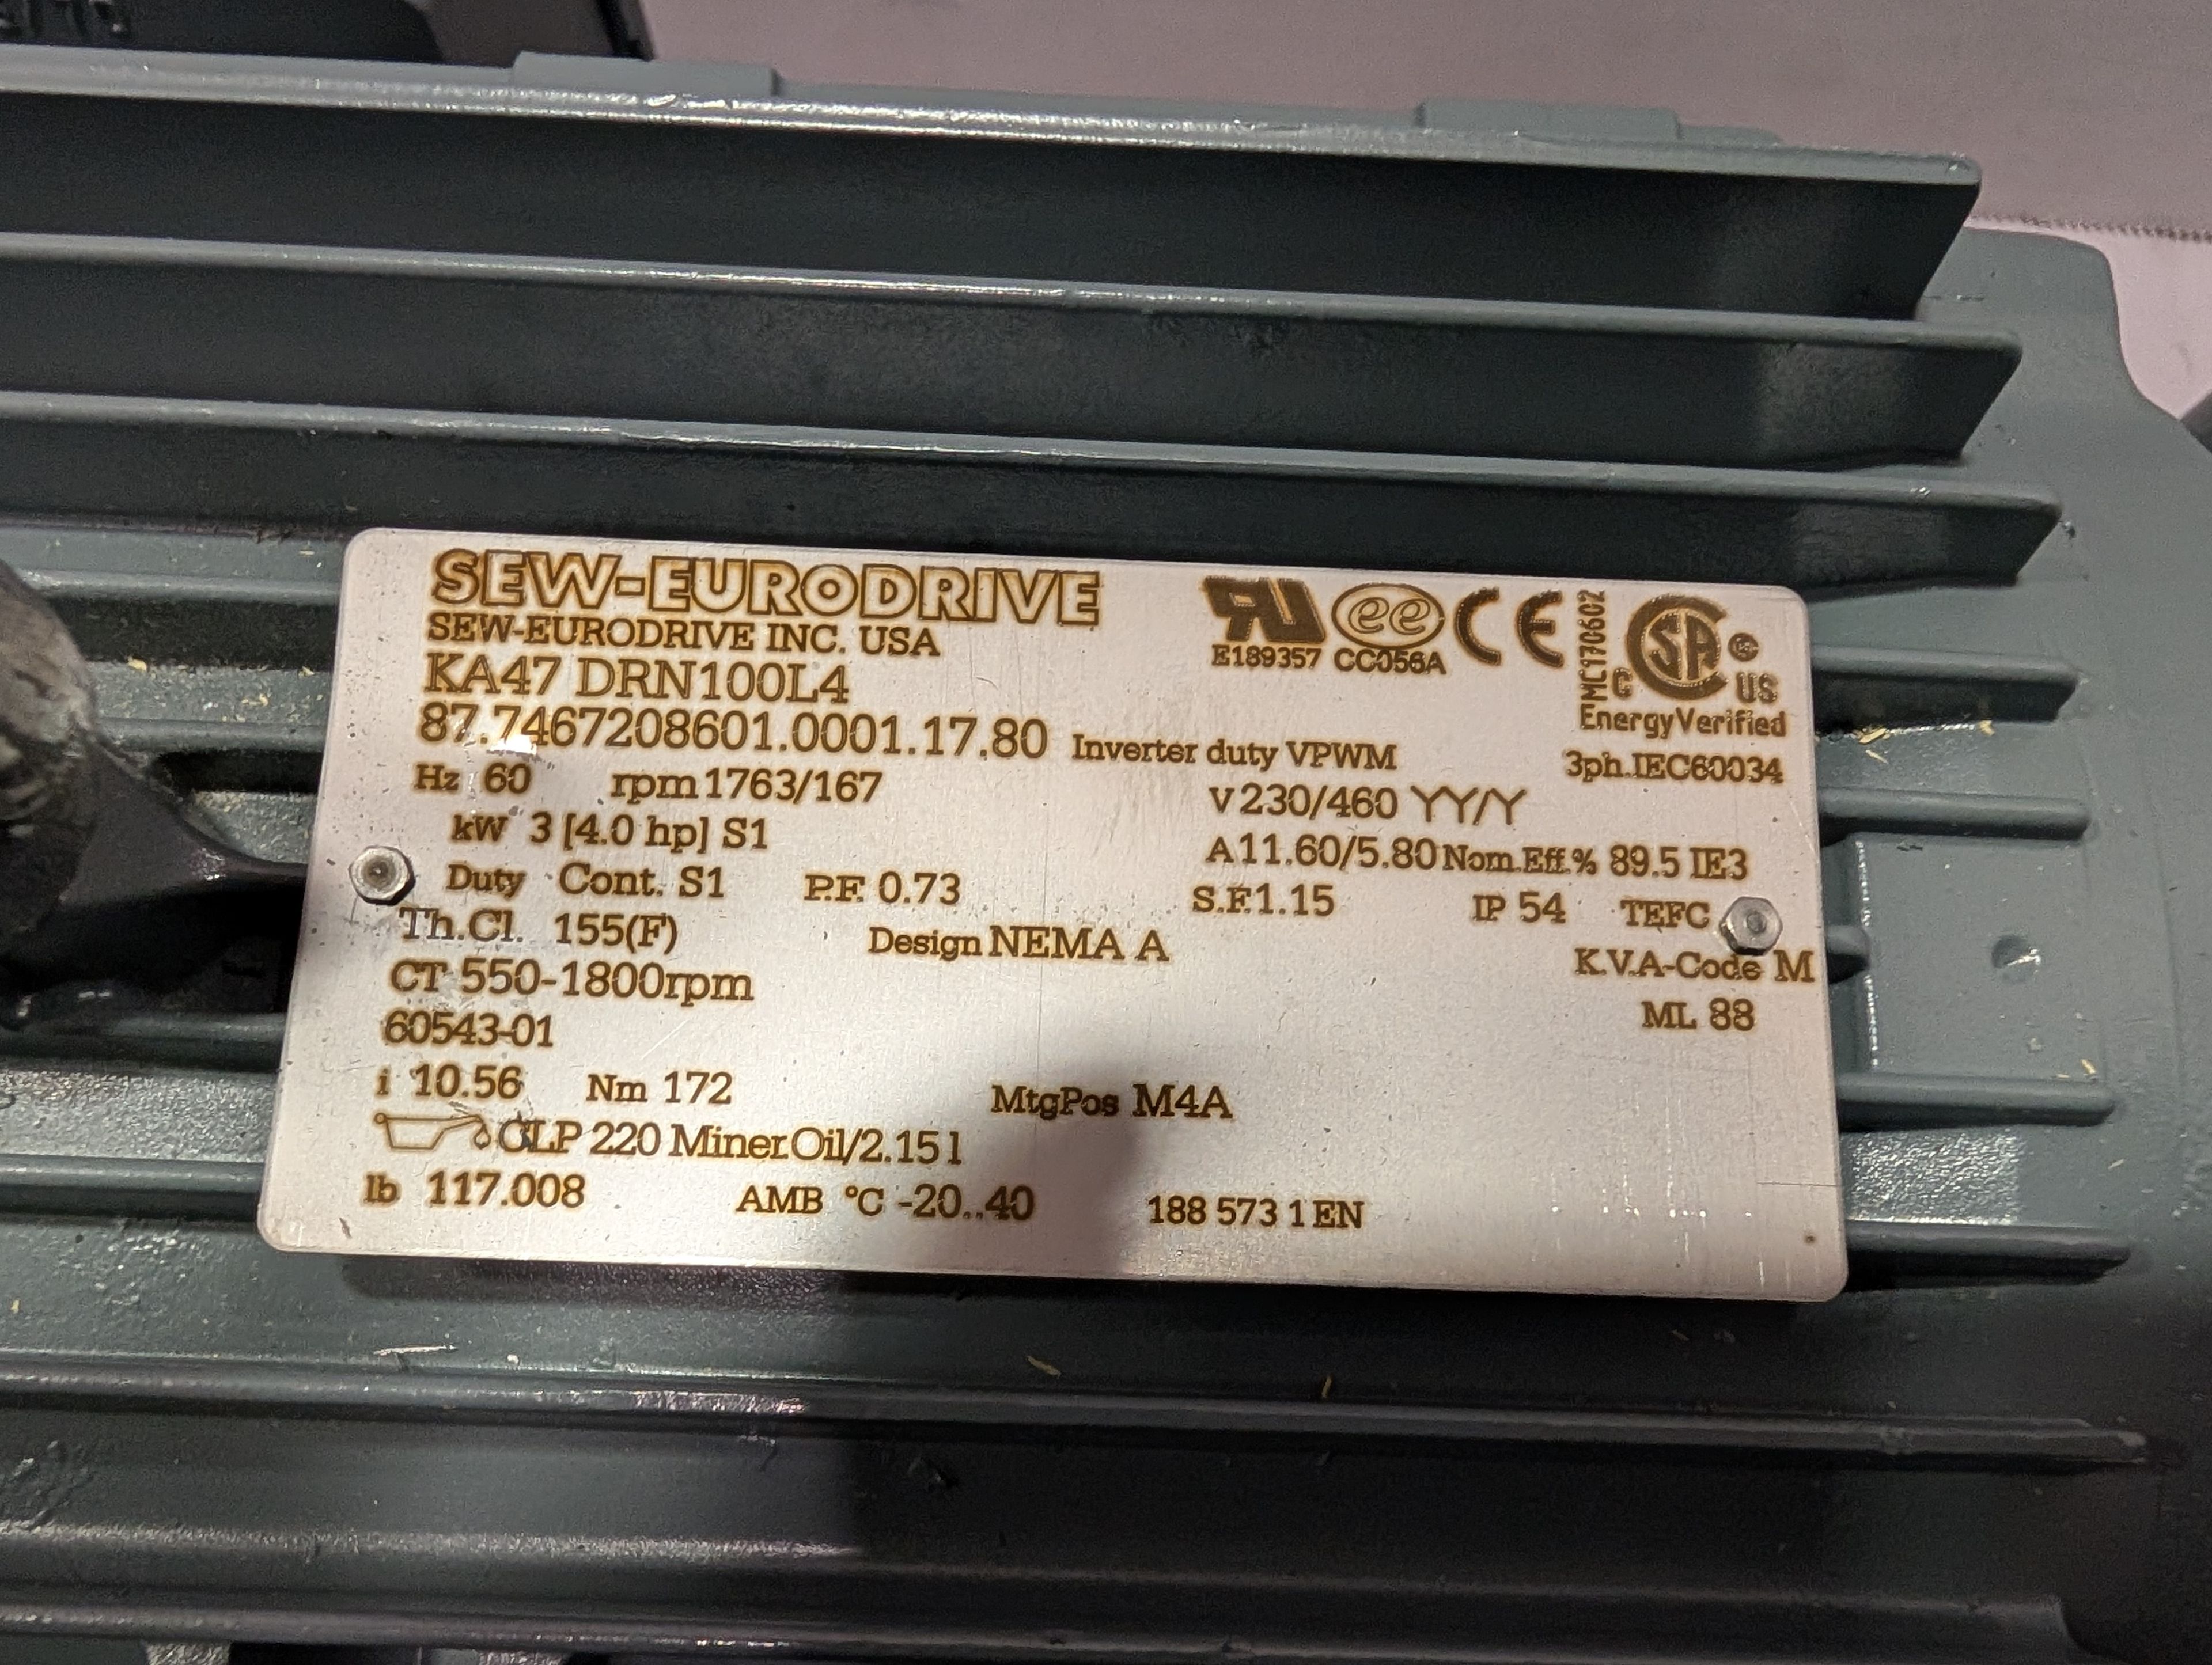 SEW-EURODRIVE
SEW-EURODRIVE INC. USA
KA47 DRN100L4
87.7467208601.0001.17.80 Inverter duty VPWM
E189357 CC056A
CE
EMC170602
C SA US
EnergyVerified
3ph.IEC60034
Hz 60 rpm 1763/167 V 230/460 YY/Y
kW 3 [4.0 hp] S1 A 11.60/5.80 Nom.Eff.% 89.5 IE3
Duty Cont. S1 P.F. 0.73 S.F.1.15 IP 54 TEFC
Th.Cl. 155(F) Design NEMA A K.V.A-Code M
CT 550-1800rpm ML 88
60543-01
i 10.56 Nm 172 MtgPos M4A
CLP 220 Miner.Oil/2.15 l
lb 117.008 AMB °C -20..40 188 573 1 EN